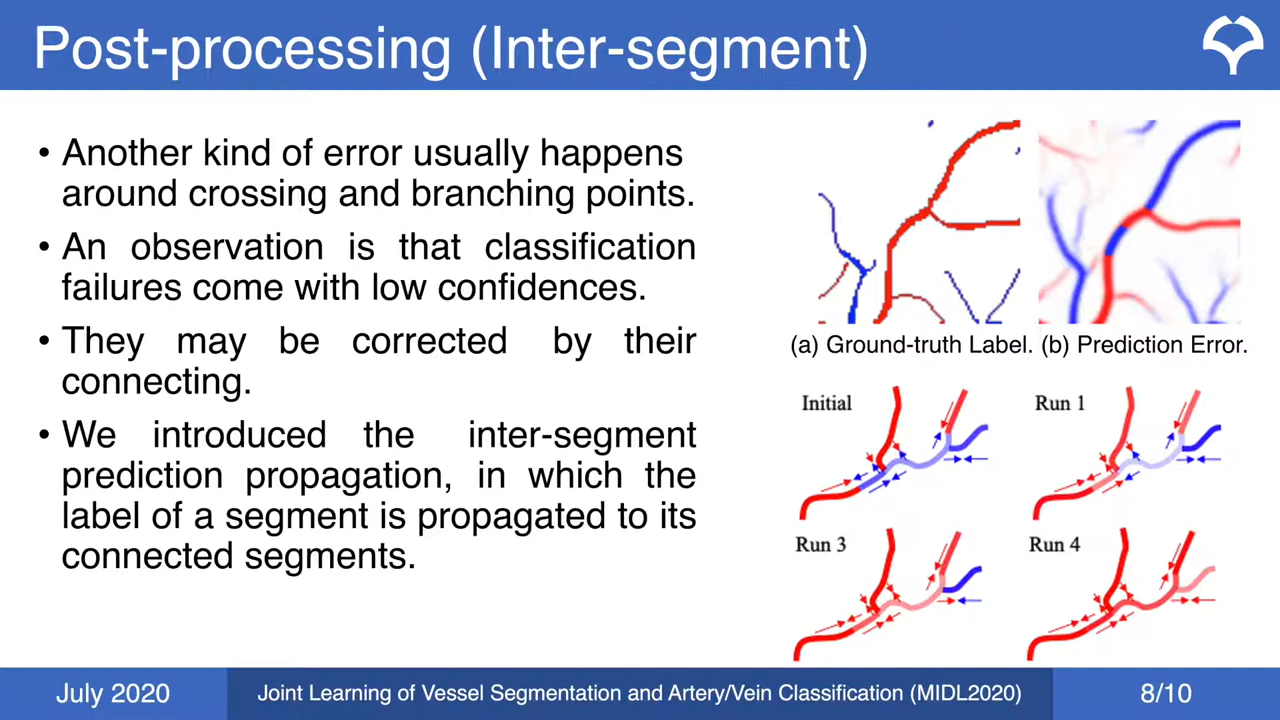 Post-processing (Inter-segment)
• Another kind of error usually happens
around crossing and branching points.
• An observation is that classification
failures come with low confidences.
• They may be corrected by their
connecting.
• We introduced the inter-segment
prediction propagation, in which the
label of a segment is propagated to its
connected segments.
(a) Ground-truth Label. (b) Prediction Error.
Initial
Run 1
Run 3
Run 4
July 2020
Joint Learning of Vessel Segmentation and Artery/Vein Classification (MIDL2020)
8/10